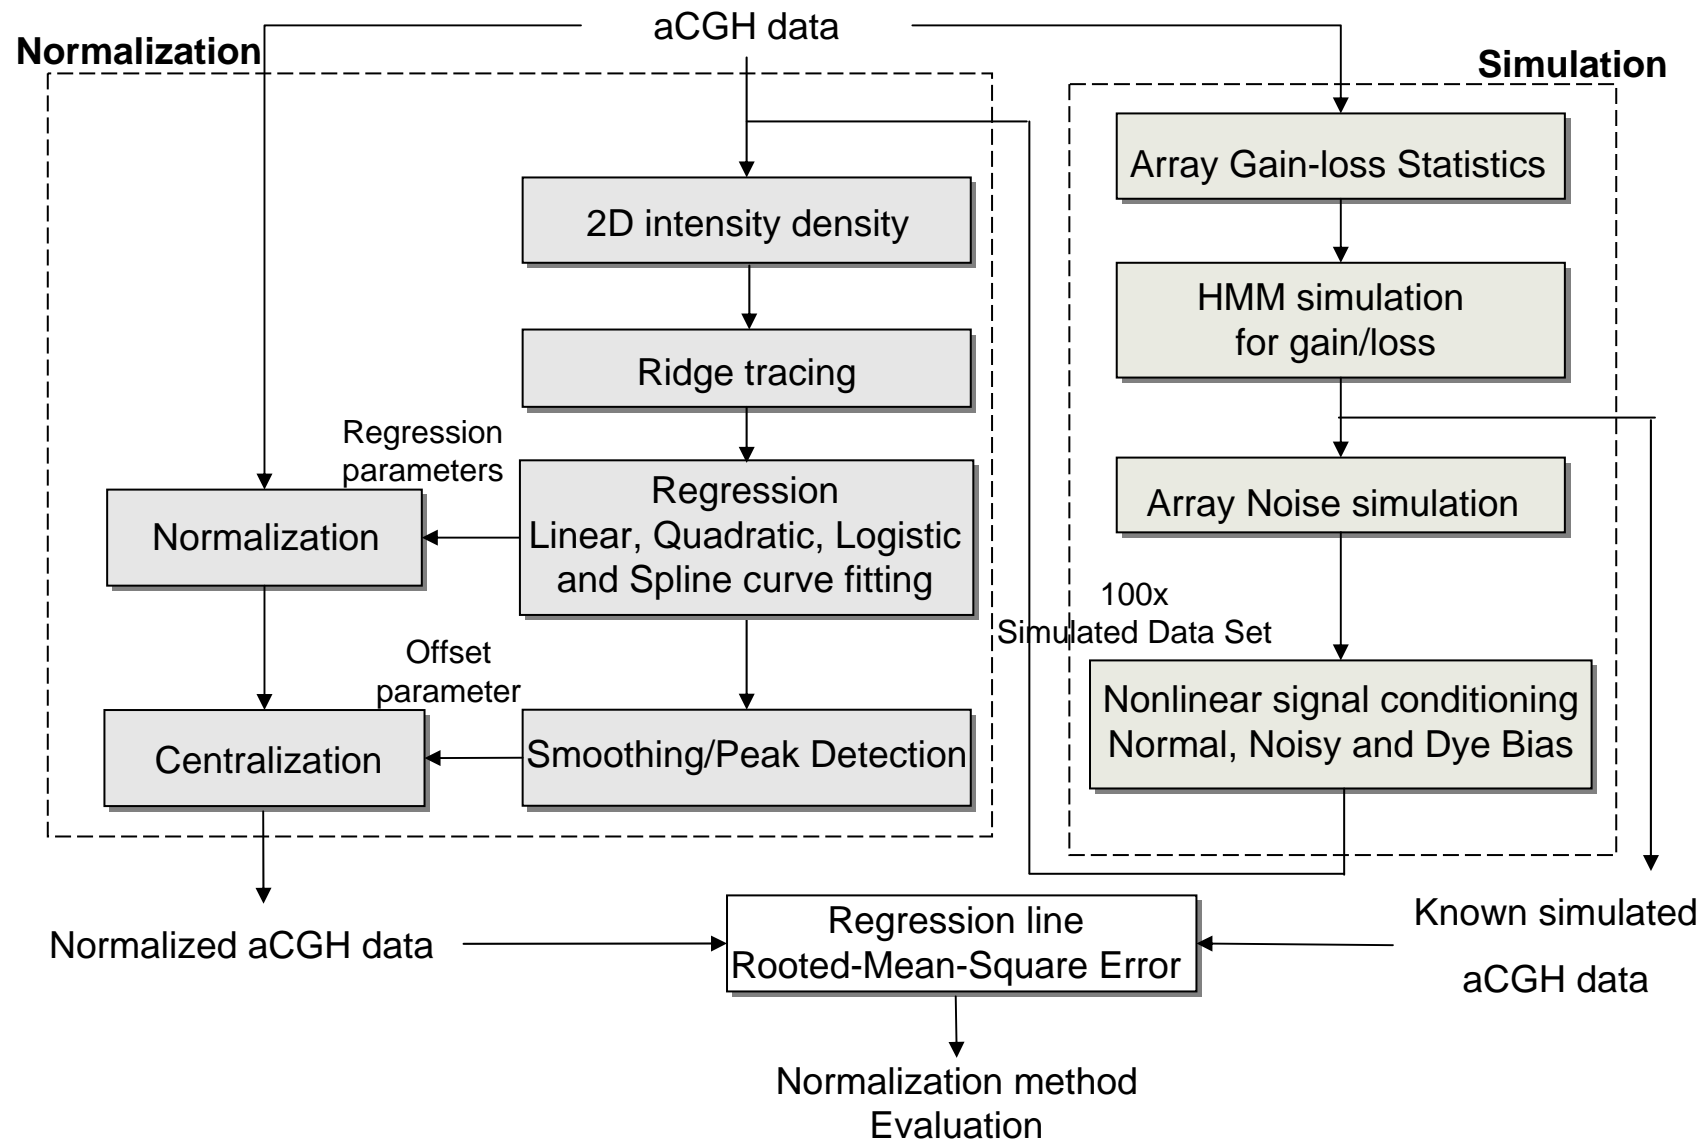 aCGH data
Normalization
Simulation
Array Gain-loss Statistics
2D intensity density
HMM simulation
for gain/loss
Ridge tracing
Regression
parameters
Regression
Linear, Quadratic, Logistic
and Spline curve fitting
Normalization
Array Noise simulation
100x
Simulated Data Set
Offset
parameter
Nonlinear signal conditioning
Normal, Noisy and Dye Bias
Centralization
Smoothing/Peak Detection
Normalized aCGH data
Regression line
Rooted-Mean-Square Error
Known simulated
aCGH data
Normalization method
Evaluation